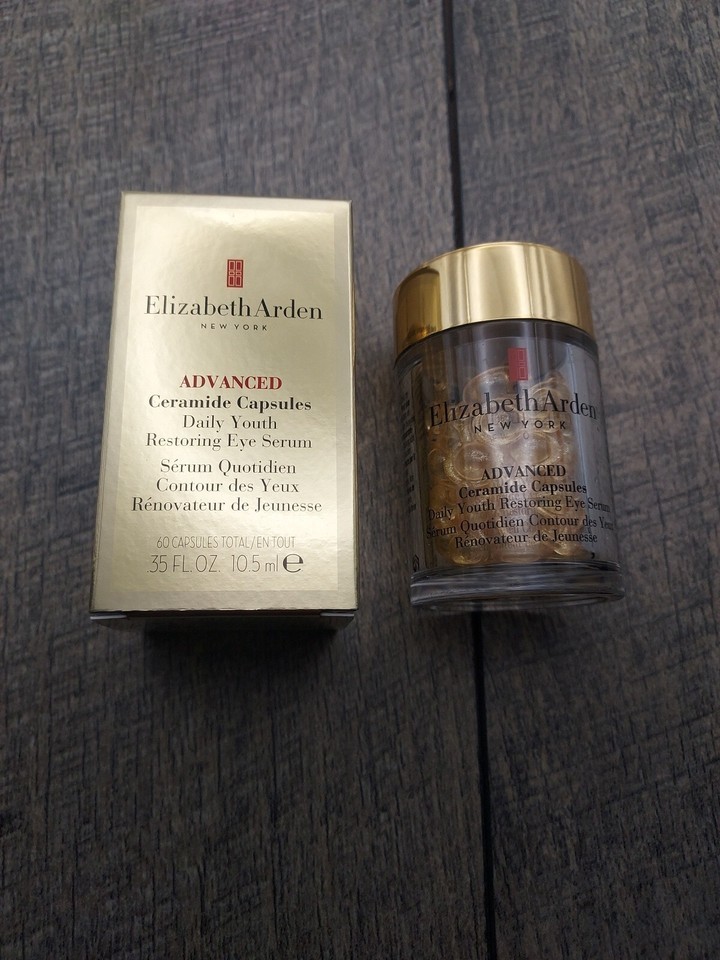 Elizabeth Arden
NEW YORK
ADVANCED
Ceramide Capsules
Daily Youth
Restoring Eye Serum
Sérum Quotidien
Contour des Yeux
Rénovateur de Jeunesse
60 CAPSULES TOTAL/EN TOUT
.35 FL. OZ. 10.5 ml e
Elizabeth Arden
NEW YORK
ADVANCED
Ceramide Capsules
Daily Youth Restoring Eye Serum
Sérum Quotidien Contour des Yeux
Rénovateur de Jeunesse